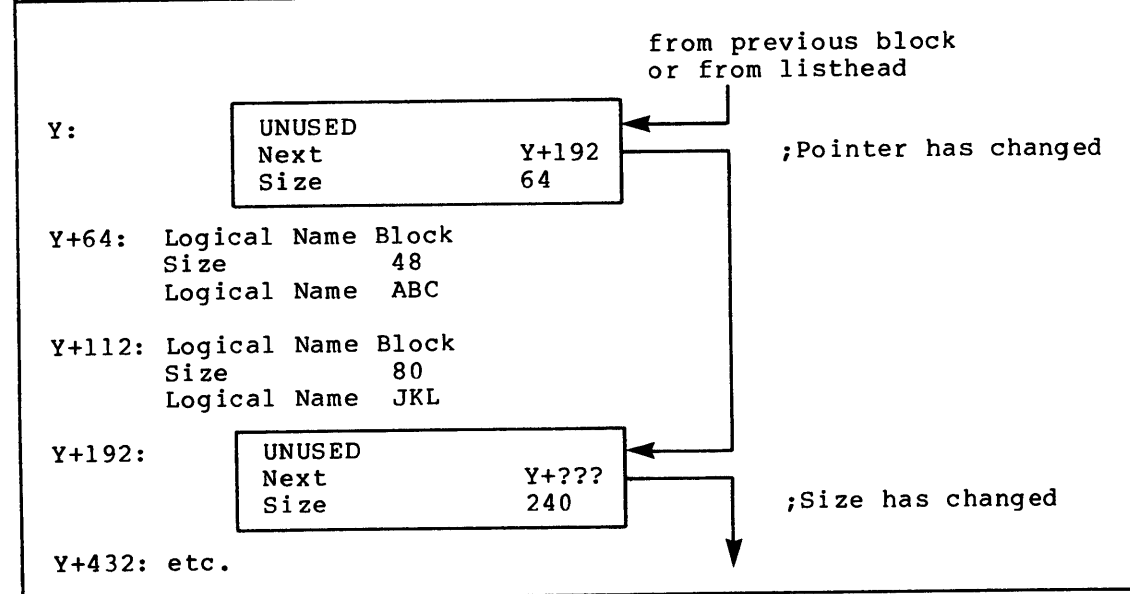 from previous block
or from listhead
Y: UNUSED
Next Y+192 ;Pointer has changed
Size 64
Y+64: Logical Name Block
Size 48
Logical Name ABC
Y+112: Logical Name Block
Size 80
Logical Name JKL
Y+192: UNUSED
Next Y+???
Size 240 ;Size has changed
Y+432: etc.